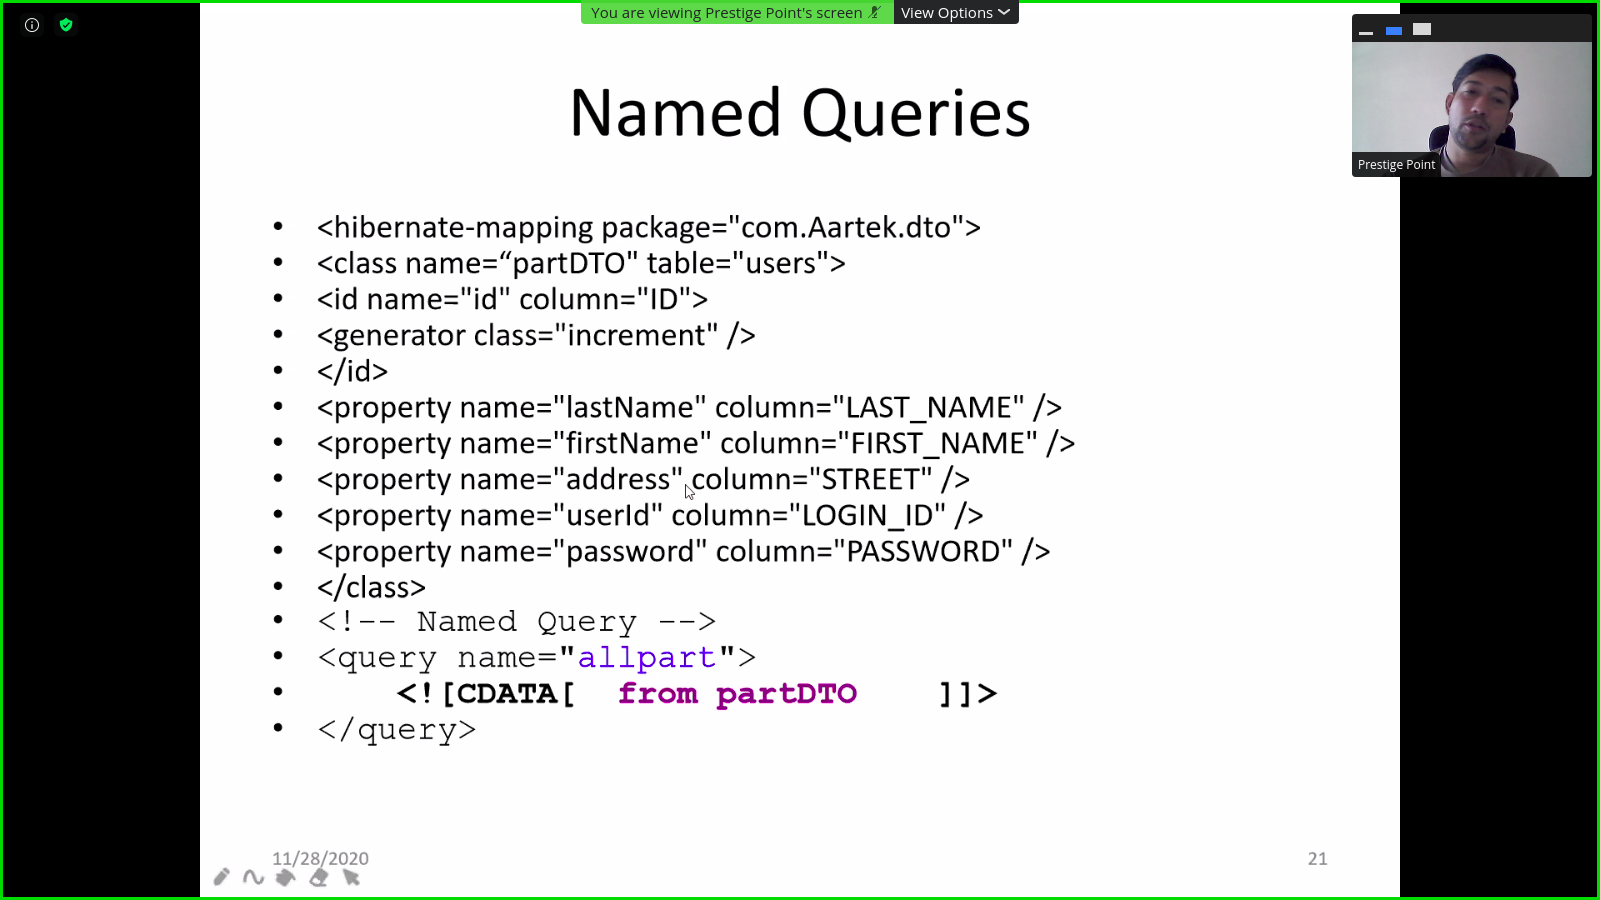 You are viewing Prestige Point's screen
View Options
Prestige Point
Named Queries
• <hibernate-mapping package="com.Aartek.dto">
• <class name=“partDTO" table="users">
• <id name="id" column="ID">
• <generator class="increment" />
• </id>
• <property name="lastName" column="LAST_NAME" />
• <property name="firstName" column="FIRST_NAME" />
• <property name="address" column="STREET" />
• <property name="userId" column="LOGIN_ID" />
• <property name="password" column="PASSWORD" />
• </class>
• <!-- Named Query -->
• <query name="allpart">
• <![CDATA[ from partDTO ]]>
• </query>
11/28/2020
21